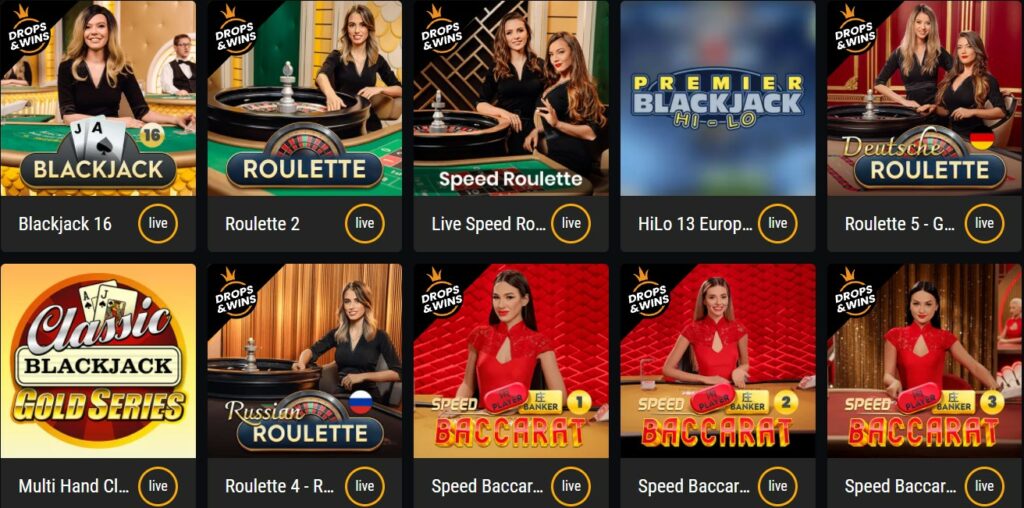 DROPS
&WINS
J A
16
BLACKJACK
Blackjack 16
live
DROPS
&WINS
ROULETTE
Roulette 2
live
DROPS
&WINS
Speed Roulette
Live Speed Ro...
live
PREMIER
BLACKJACK
HI-LO
HiLo 13 Europ...
live
DROPS
&WINS
Deutsche
ROULETTE
Roulette 5 - G...
live
A J
Classic
BLACKJACK
GOLD SERIES
Multi Hand Cl...
live
DROPS
&WINS
Russian
ROULETTE
Roulette 4 - R...
live
DROPS
&WINS
SPEED
PLAYER
庄
BANKER
1
BACCARAT
Speed Baccar...
live
DROPS
&WINS
SPEED
PLAYER
庄
BANKER
2
BACCARAT
Speed Baccar...
live
DROPS
&WINS
SPEED
PLAYER
庄
BANKER
3
BACCARAT
Speed Baccar...
live